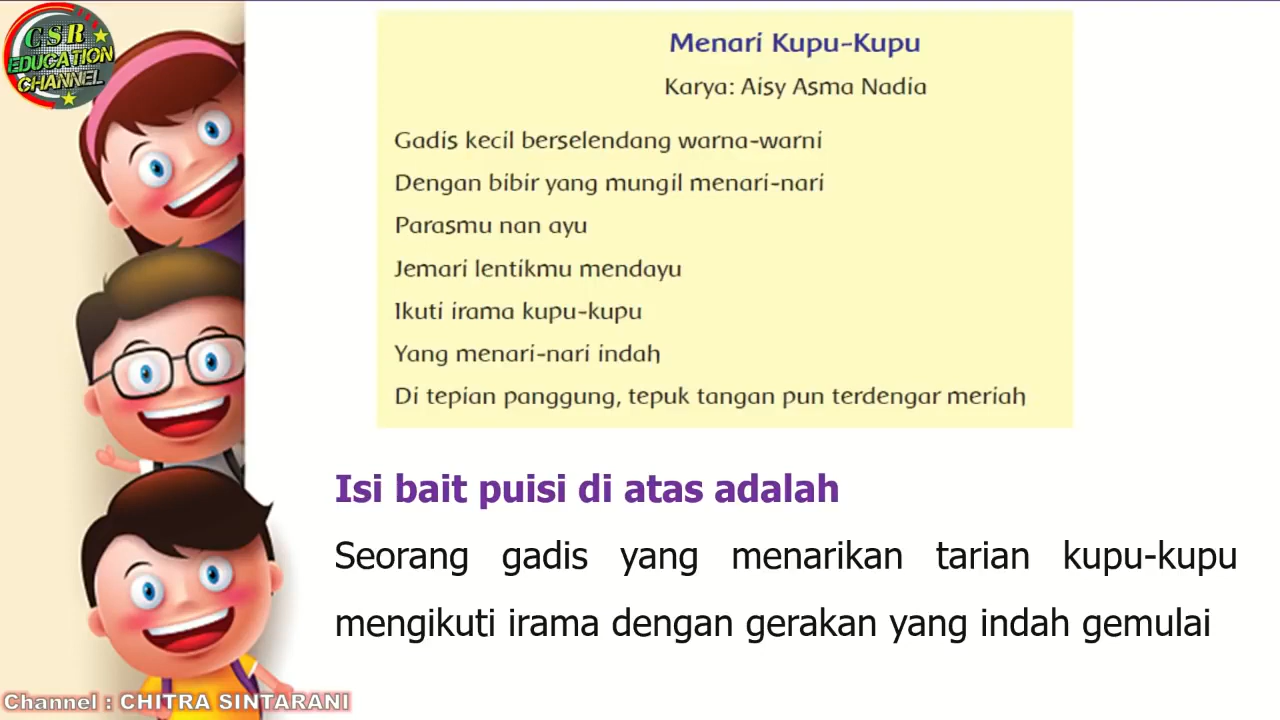 CSR
EDUCATION
CHANNEL
Menari Kupu-Kupu
Karya: Aisy Asma Nadia
Gadis kecil berselendang warna-warni
Dengan bibir yang mungil menari-nari
Parasmu nan ayu
Jemari lentikmu mendayu
Ikuti irama kupu-kupu
Yang menari-nari indah
Di tepian panggung, tepuk tangan pun terdengar meriah
Isi bait puisi di atas adalah
Seorang gadis yang menarikan tarian kupu-kupu
mengikuti irama dengan gerakan yang indah gemulai
Channel : CHITRA SINTARANI